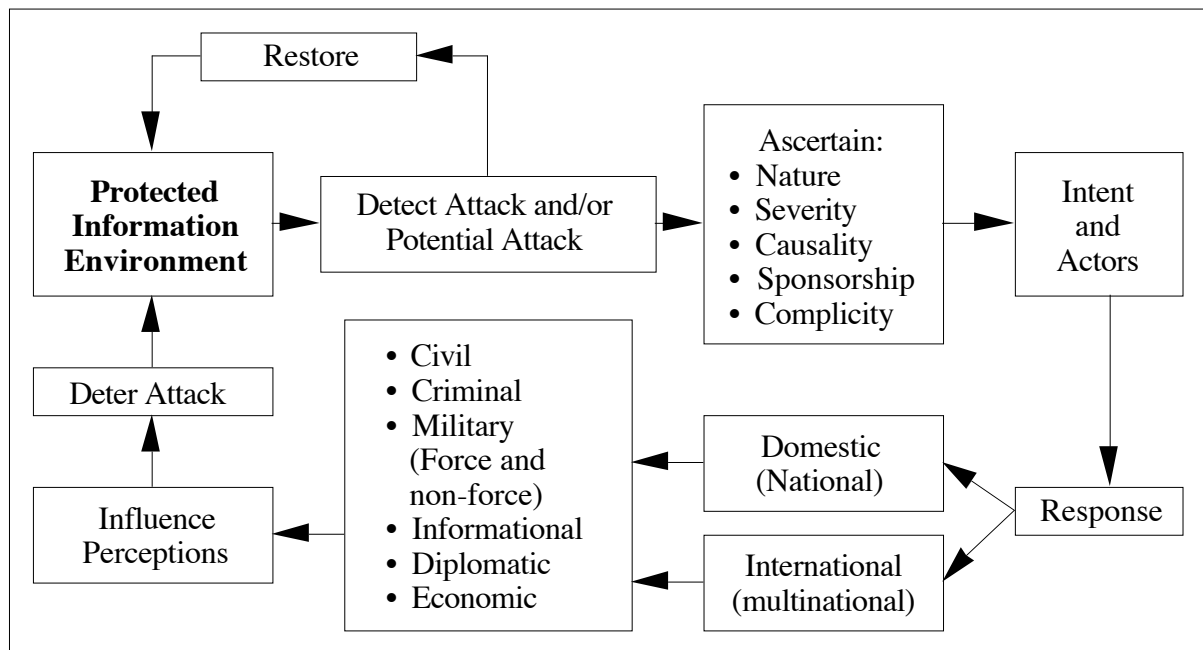 Restore
Protected
Information
Environment
Detect Attack and/or
Potential Attack
Ascertain:
• Nature
• Severity
• Causality
• Sponsorship
• Complicity
Intent
and
Actors
Response
Domestic
(National)
International
(multinational)
• Civil
• Criminal
• Military
(Force and
non-force)
• Informational
• Diplomatic
• Economic
Influence
Perceptions
Deter Attack